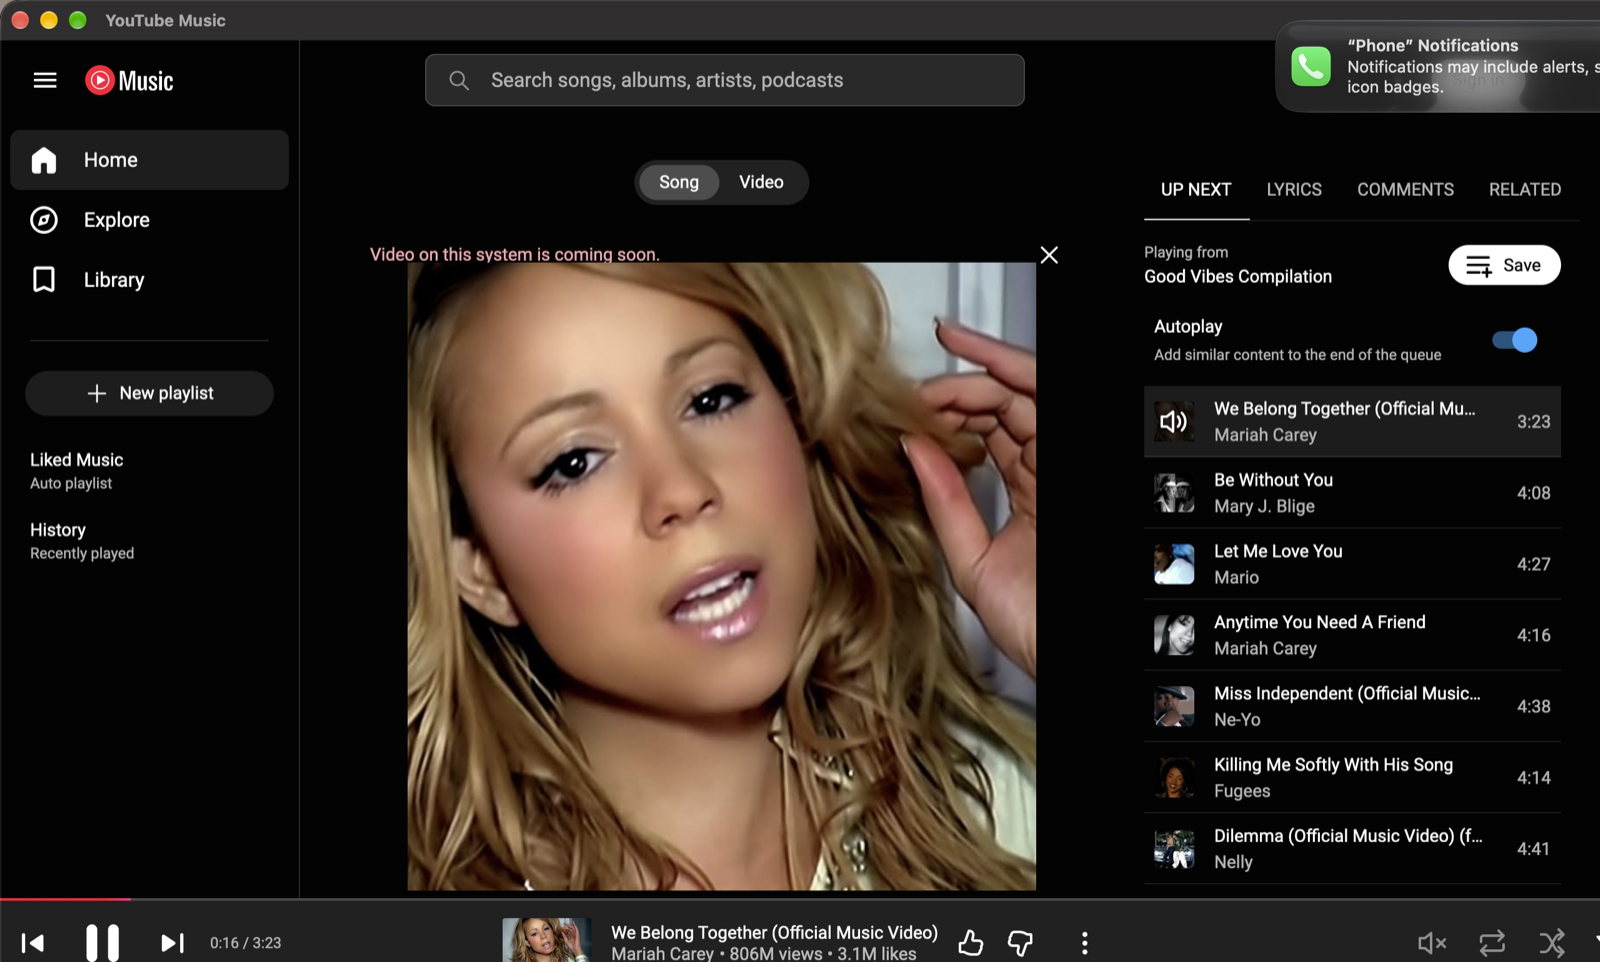 YouTube Music
"Phone" Notifications
Notifications may include alerts, s
icon badges.
Music
Search songs, albums, artists, podcasts
Home
Explore
Library
New playlist
Liked Music
Auto playlist
History
Recently played
Song
Video
Video on this system is coming soon.
UP NEXT
LYRICS
COMMENTS
RELATED
Playing from
Good Vibes Compilation
Save
Autoplay
Add similar content to the end of the queue
We Belong Together (Official Mu...
Mariah Carey
3:23
Be Without You
Mary J. Blige
4:08
Let Me Love You
Mario
4:27
Anytime You Need A Friend
Mariah Carey
4:16
Miss Independent (Official Music...
Ne-Yo
4:38
Killing Me Softly With His Song
Fugees
4:14
Dilemma (Official Music Video) (f...
Nelly
4:41
0:16 / 3:23
We Belong Together (Official Music Video)
Mariah Carey • 806M views • 3.1M likes